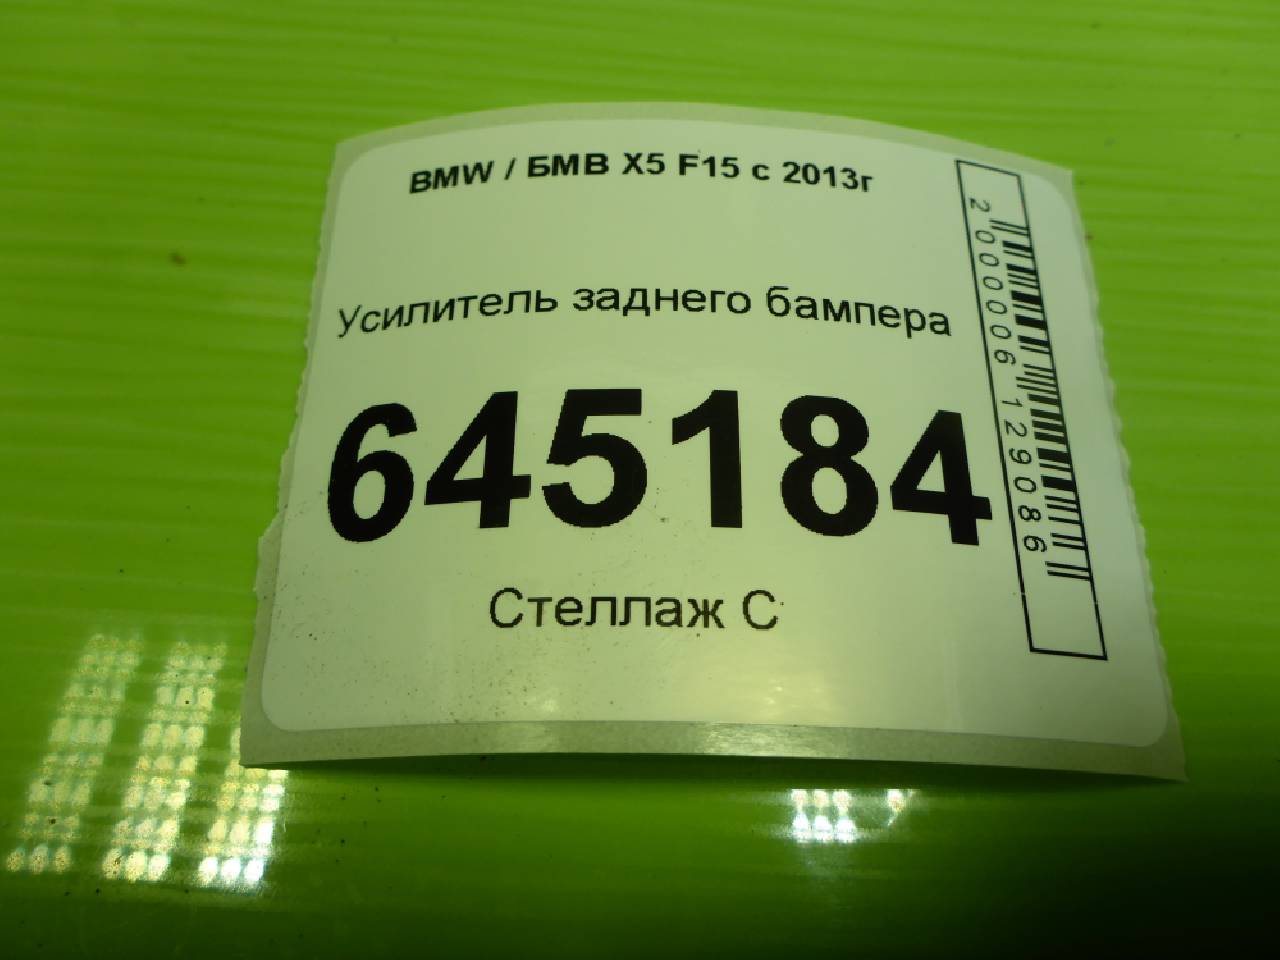 BMW / БМВ X5 F15 с 2013г
Усилитель заднего бампера
645184
Стеллаж С
2000006129086